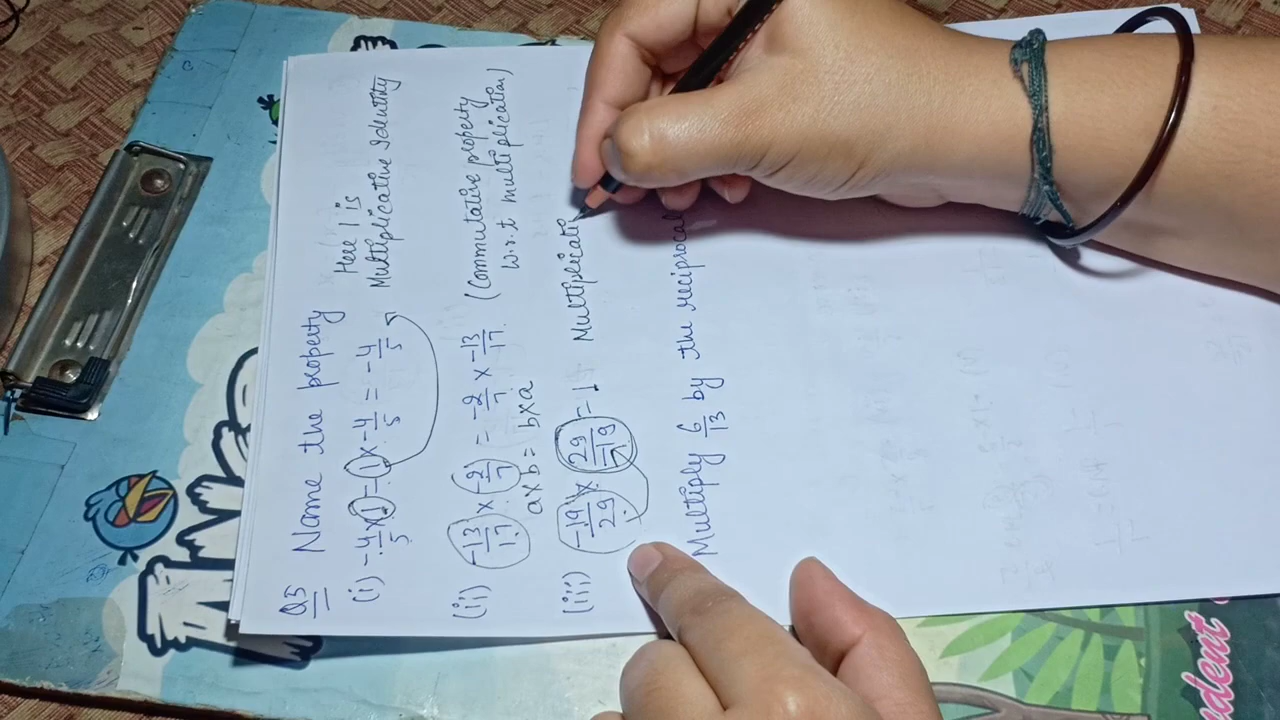 Q5 Name the property
(i) -4/5 × 1 = 1 × -4/5 = -4/5 Here 1 is
Multiplicative Identity
(ii) -13/17 × -2/7 = -2/7 × -13/17 (Commutative property
w.r.t multiplication)
a×b = b×a
(iii) -19/29 × 29/-19 = 1 Multiplicati
Multiply 6/13 by the reciprocal